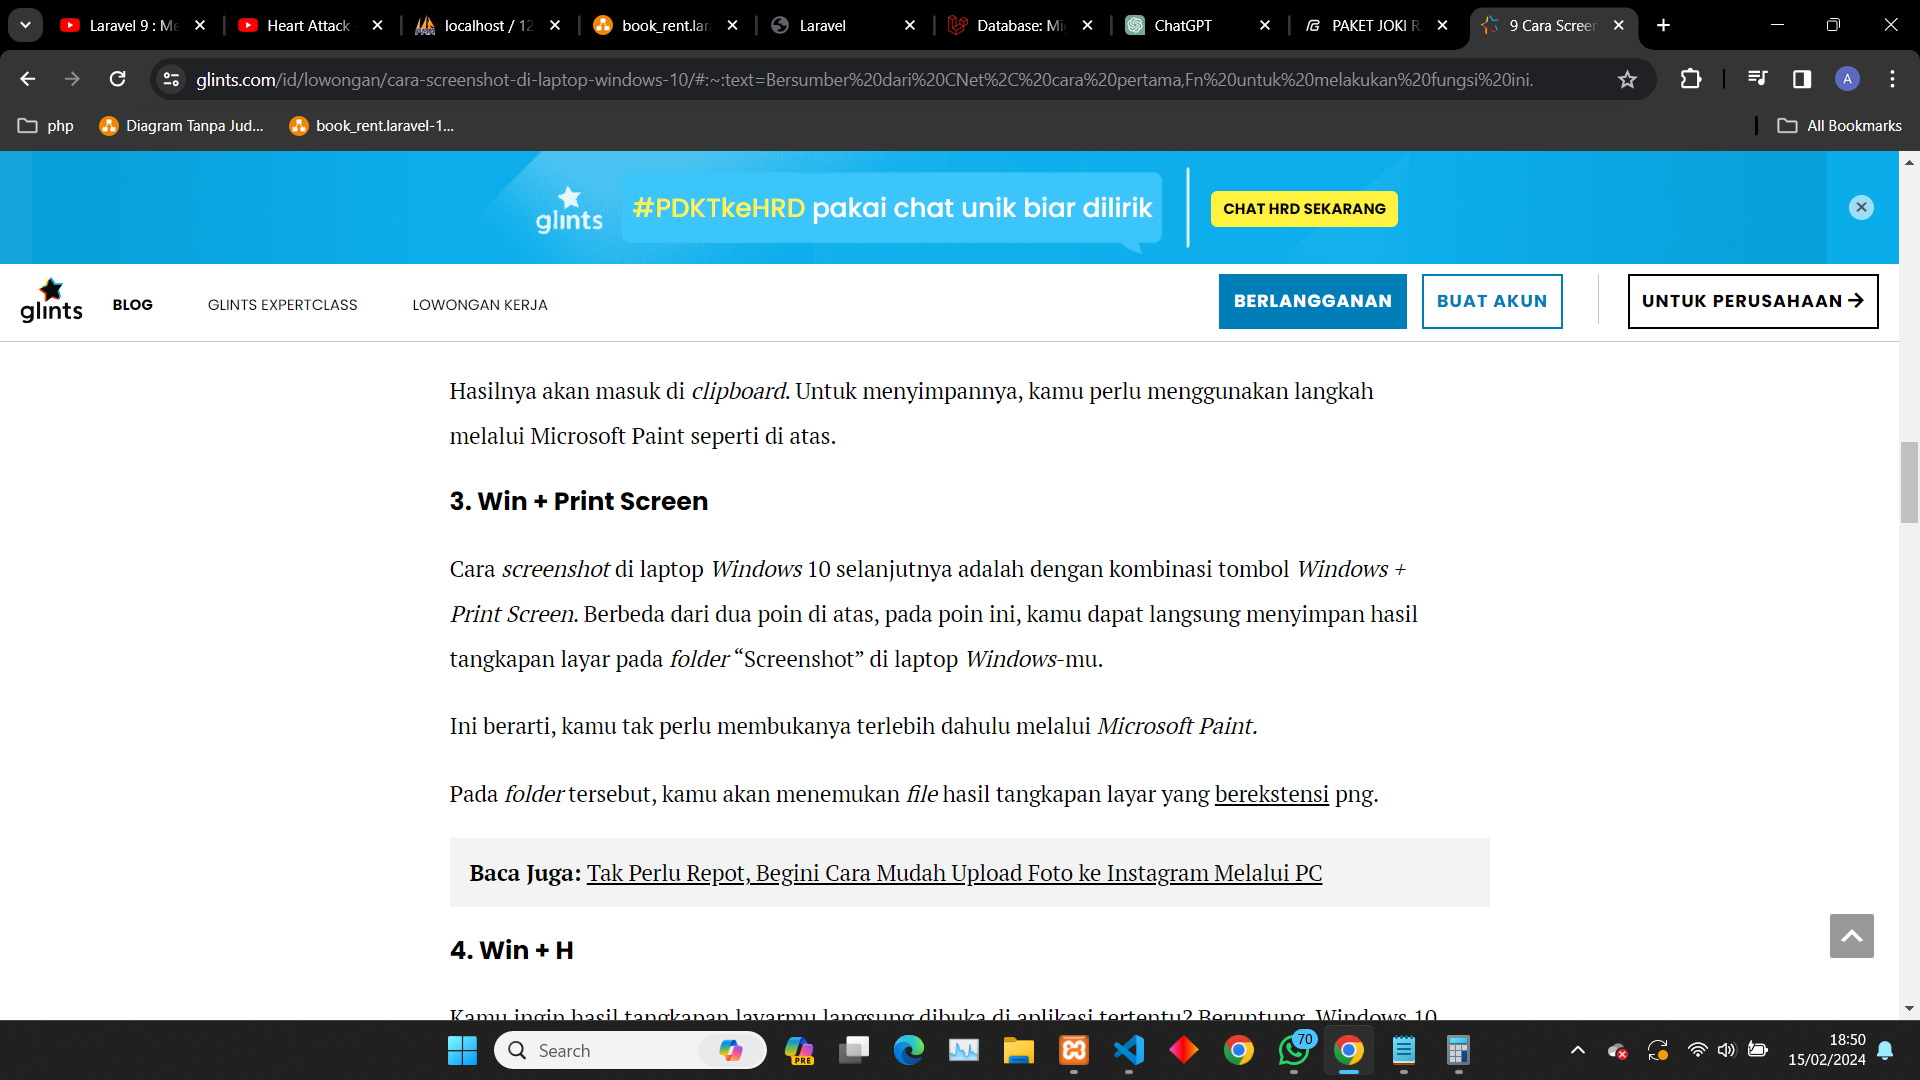 Laravel 9 : Me
Heart Attack
localhost / 12
book_rent.lar
Laravel
Database: Mi
ChatGPT
PAKET JOKI R
9 Cara Screen
glints.com/id/lowongan/cara-screenshot-di-laptop-windows-10/#:~:text=Bersumber%20dari%20CNet%2C%20cara%20pertama,Fn%20untuk%20melakukan%20fungsi%20ini.
A
php
Diagram Tanpa Jud...
book_rent.laravel-1...
All Bookmarks
glints
#PDKTkeHRD pakai chat unik biar dilirik
CHAT HRD SEKARANG
glints
BLOG
GLINTS EXPERTCLASS
LOWONGAN KERJA
BERLANGGANAN
BUAT AKUN
UNTUK PERUSAHAAN →
Hasilnya akan masuk di clipboard. Untuk menyimpannya, kamu perlu menggunakan langkah
melalui Microsoft Paint seperti di atas.
3. Win + Print Screen
Cara screenshot di laptop Windows 10 selanjutnya adalah dengan kombinasi tombol Windows +
Print Screen. Berbeda dari dua poin di atas, pada poin ini, kamu dapat langsung menyimpan hasil
tangkapan layar pada folder “Screenshot” di laptop Windows-mu.
Ini berarti, kamu tak perlu membukanya terlebih dahulu melalui Microsoft Paint.
Pada folder tersebut, kamu akan menemukan file hasil tangkapan layar yang berekstensi png.
Baca Juga: Tak Perlu Repot, Begini Cara Mudah Upload Foto ke Instagram Melalui PC
4. Win + H
Kamu ingin hasil tangkapan layarmu langsung dibuka di aplikasi tertentu? Beruntung, Windows 10
Search
PRE
70
18:50
15/02/2024